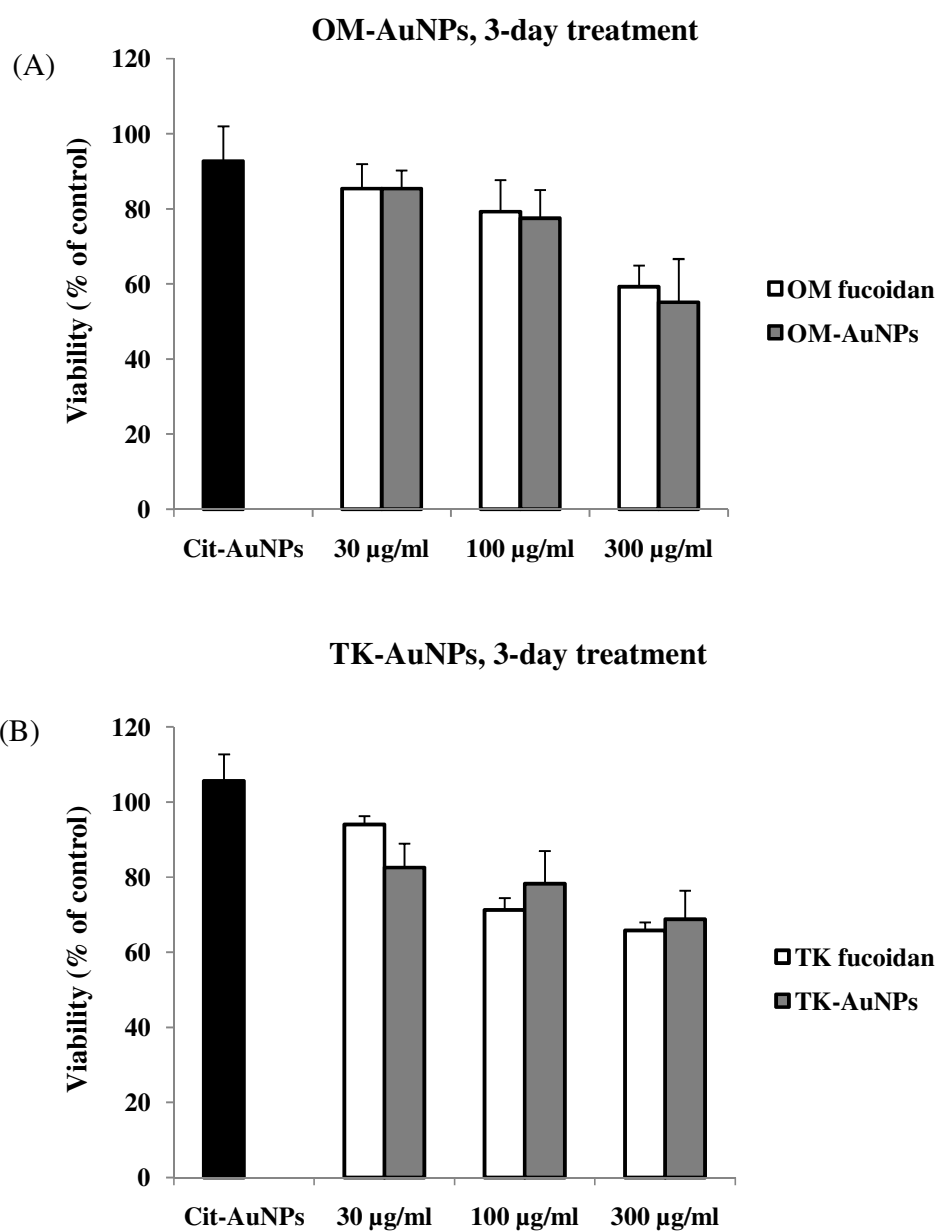 OM-AuNPs, 3-day treatment
(A)
Viability (% of control)
120
100
80
60
40
20
0
Cit-AuNPs 30 µg/ml 100 µg/ml 300 µg/ml
OM fucoidan
OM-AuNPs
TK-AuNPs, 3-day treatment
(B)
Viability (% of control)
120
100
80
60
40
20
0
Cit-AuNPs 30 µg/ml 100 µg/ml 300 µg/ml
TK fucoidan
TK-AuNPs